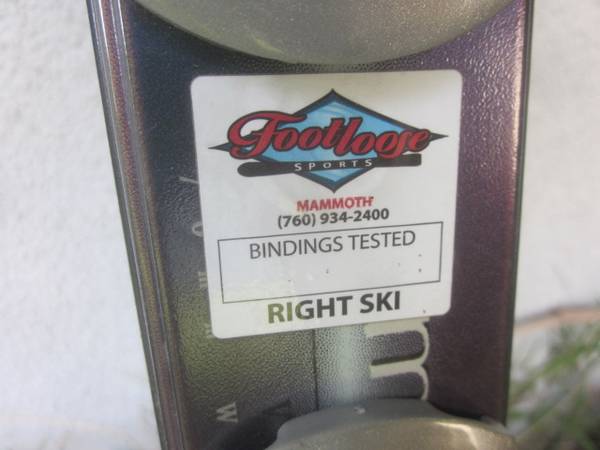 Footloose
SPORTS
MAMMOTH
(760) 934-2400
BINDINGS TESTED
RIGHT SKI
m